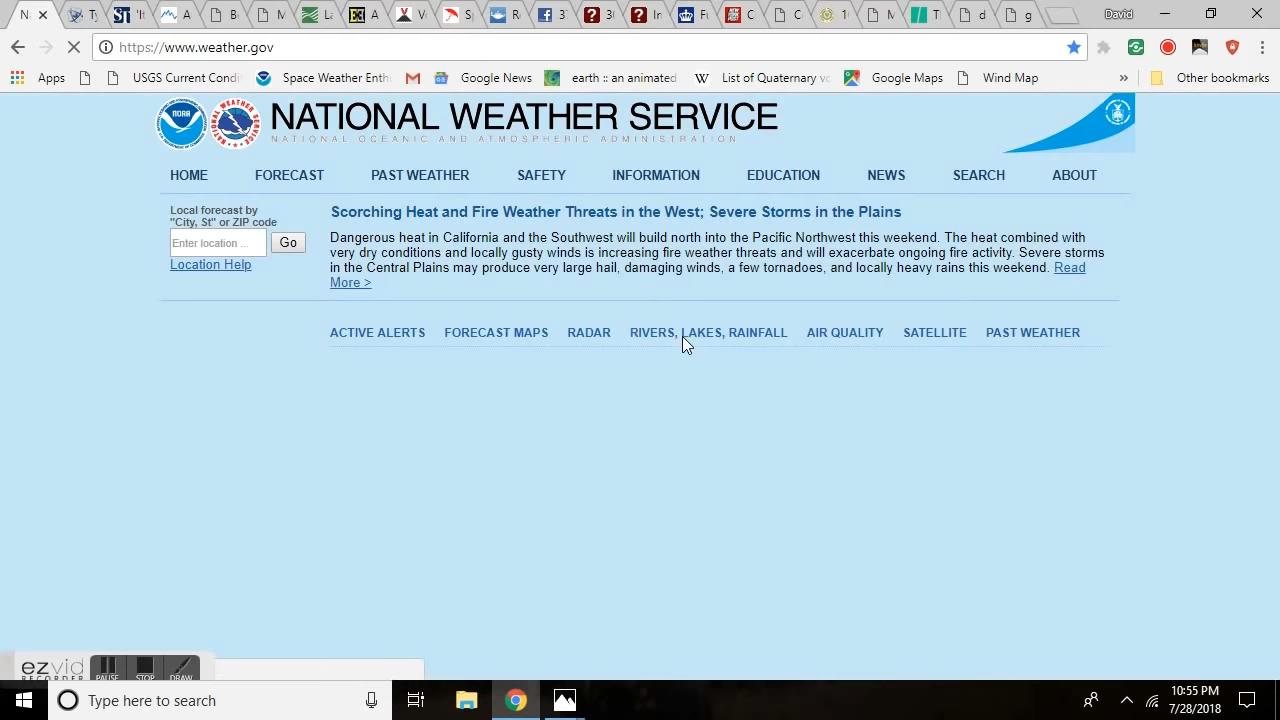 David
https://www.weather.gov
Apps USGS Current Condi Space Weather Enth Google News earth :: an animated List of Quaternary vo Google Maps Wind Map » Other bookmarks
NATIONAL WEATHER SERVICE
NATIONAL OCEANIC AND ATMOSPHERIC ADMINISTRATION
HOME FORECAST PAST WEATHER SAFETY INFORMATION EDUCATION NEWS SEARCH ABOUT
Local forecast by
"City, St" or ZIP code
Enter location ... Go
Location Help
Scorching Heat and Fire Weather Threats in the West; Severe Storms in the Plains
Dangerous heat in California and the Southwest will build north into the Pacific Northwest this weekend. The heat combined with
very dry conditions and locally gusty winds is increasing fire weather threats and will exacerbate ongoing fire activity. Severe storms
in the Central Plains may produce very large hail, damaging winds, a few tornadoes, and locally heavy rains this weekend. Read
More >
ACTIVE ALERTS FORECAST MAPS RADAR RIVERS, LAKES, RAINFALL AIR QUALITY SATELLITE PAST WEATHER
ezvid
RECORDER
PAUSE STOP DRAW
Type here to search
10:55 PM
7/28/2018